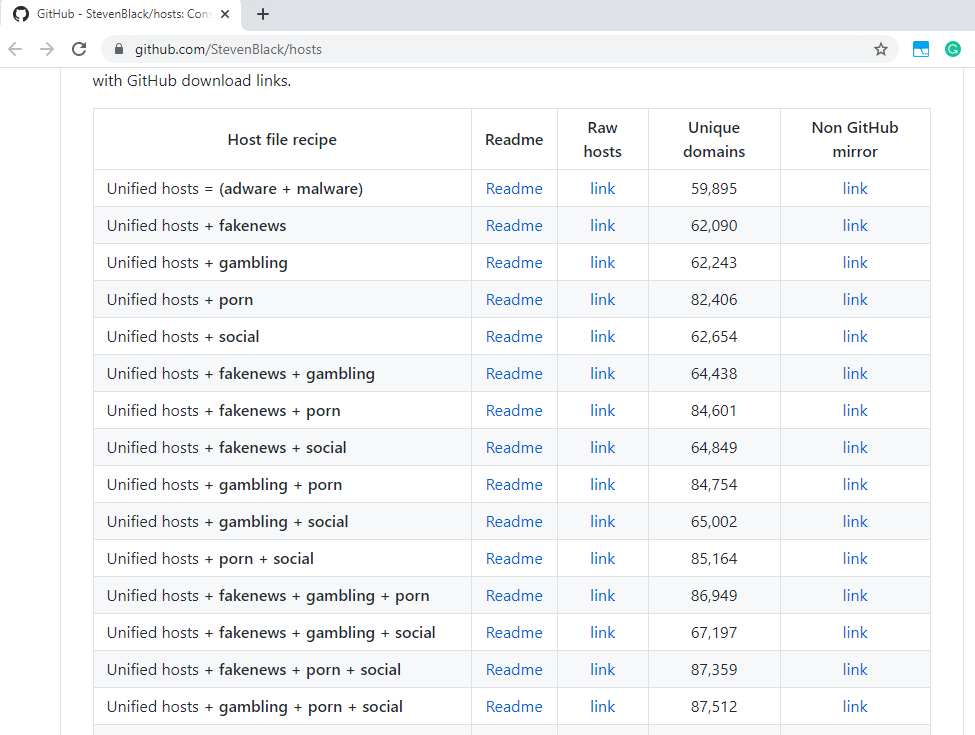 GitHub - StevenBlack/hosts: Con
github.com/StevenBlack/hosts
with GitHub download links.
Host file recipe Readme Raw hosts Unique domains Non GitHub mirror
Unified hosts = (adware + malware) Readme link 59,895 link
Unified hosts + fakenews Readme link 62,090 link
Unified hosts + gambling Readme link 62,243 link
Unified hosts + porn Readme link 82,406 link
Unified hosts + social Readme link 62,654 link
Unified hosts + fakenews + gambling Readme link 64,438 link
Unified hosts + fakenews + porn Readme link 84,601 link
Unified hosts + fakenews + social Readme link 64,849 link
Unified hosts + gambling + porn Readme link 84,754 link
Unified hosts + gambling + social Readme link 65,002 link
Unified hosts + porn + social Readme link 85,164 link
Unified hosts + fakenews + gambling + porn Readme link 86,949 link
Unified hosts + fakenews + gambling + social Readme link 67,197 link
Unified hosts + fakenews + porn + social Readme link 87,359 link
Unified hosts + gambling + porn + social Readme link 87,512 link